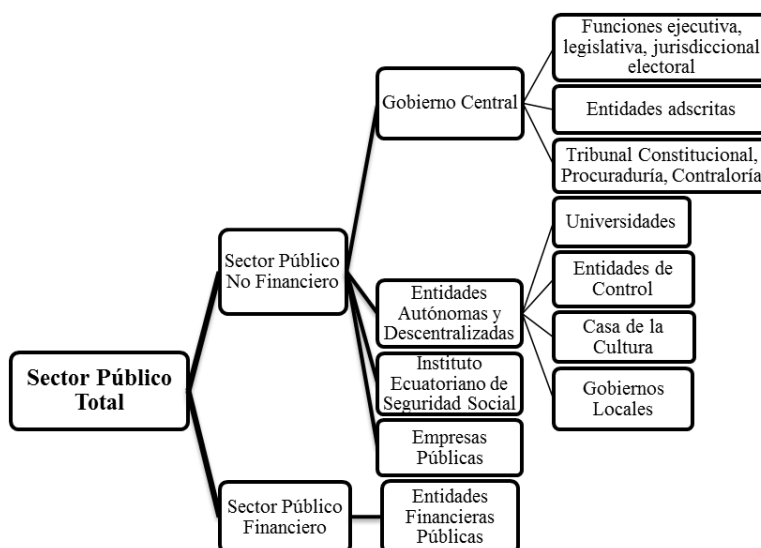 Sector Público
Total
Sector Público
No Financiero
Gobierno Central
Funciones ejecutiva,
legislativa, jurisdiccional
electoral
Entidades adscritas
Tribunal Constitucional,
Procuraduría, Contraloría
Entidades
Autónomas y
Descentralizadas
Universidades
Entidades de
Control
Casa de la
Cultura
Gobiernos
Locales
Instituto
Ecuatoriano de
Seguridad Social
Empresas
Públicas
Sector Público
Financiero
Entidades
Financieras
Públicas